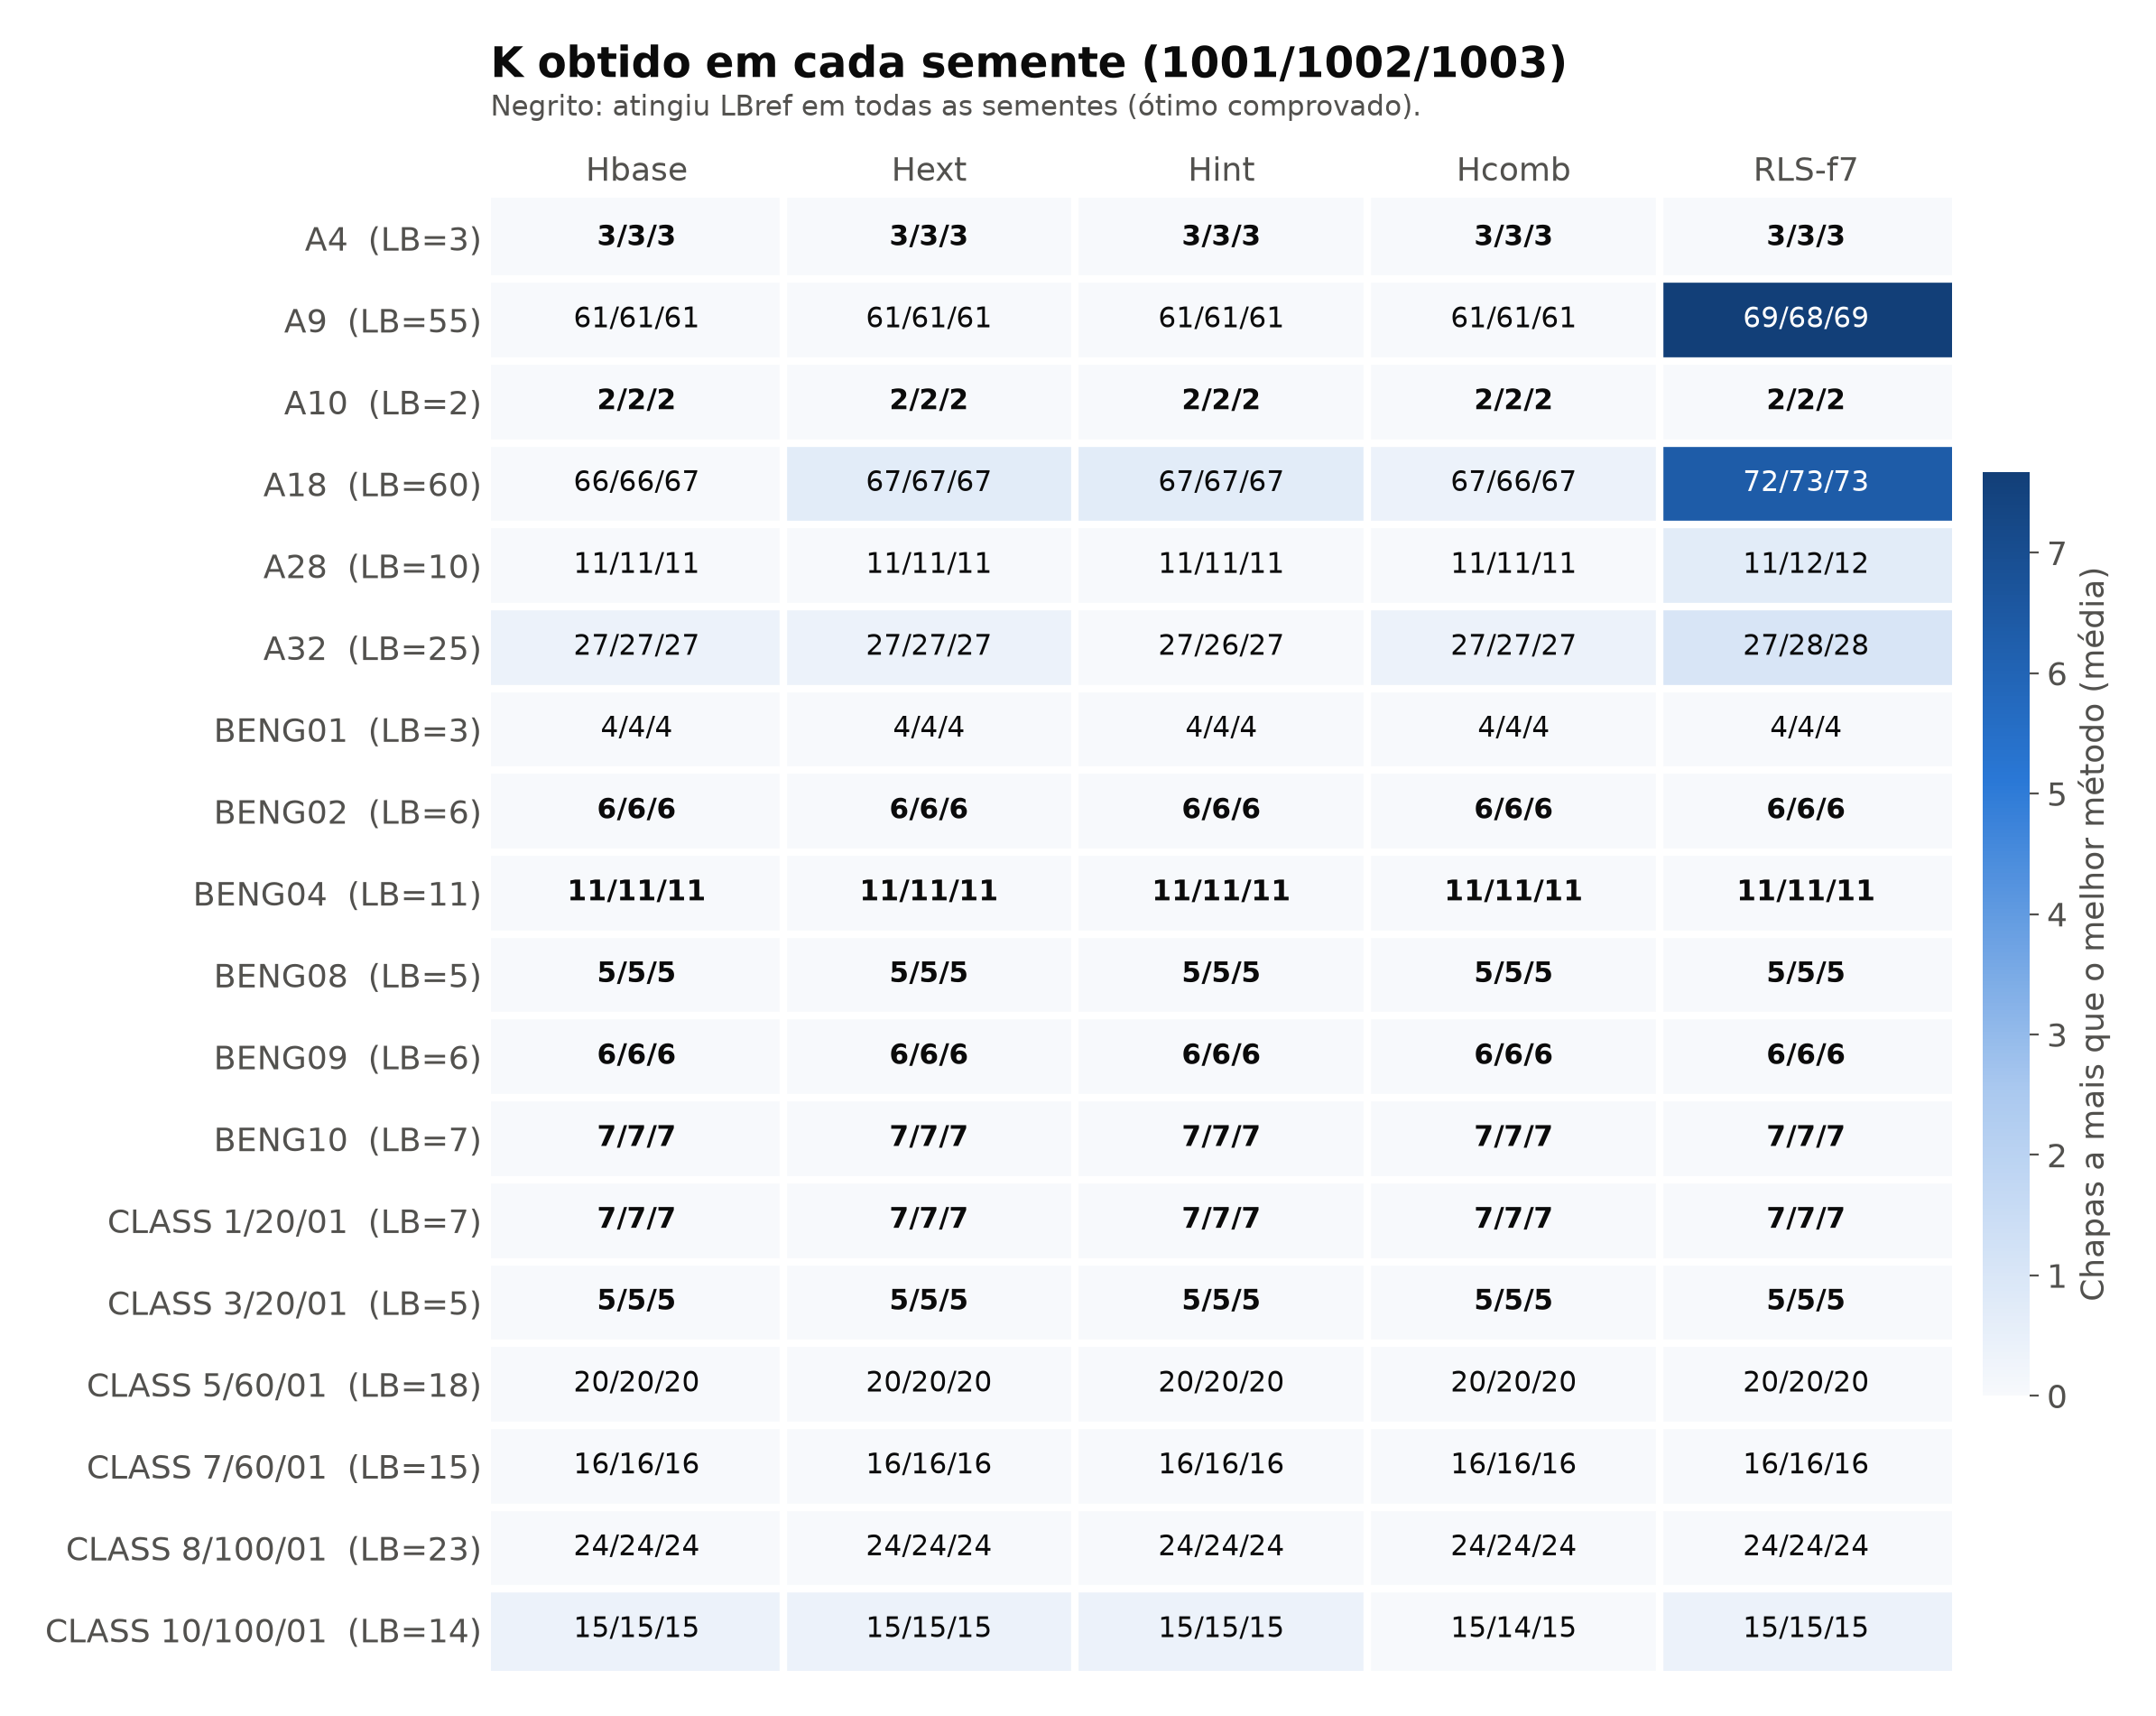 K obtido em cada semente (1001/1002/1003)
Negrito: atingiu LBref em todas as sementes (ótimo comprovado).
Hbase Hext Hint Hcomb RLS-f7
A4 (LB=3) 3/3/3 3/3/3 3/3/3 3/3/3 3/3/3
A9 (LB=55) 61/61/61 61/61/61 61/61/61 61/61/61 69/68/69
A10 (LB=2) 2/2/2 2/2/2 2/2/2 2/2/2 2/2/2
A18 (LB=60) 66/66/67 67/67/67 67/67/67 67/66/67 72/73/73
A28 (LB=10) 11/11/11 11/11/11 11/11/11 11/11/11 11/12/12
A32 (LB=25) 27/27/27 27/27/27 27/26/27 27/27/27 27/28/28
BENG01 (LB=3) 4/4/4 4/4/4 4/4/4 4/4/4 4/4/4
BENG02 (LB=6) 6/6/6 6/6/6 6/6/6 6/6/6 6/6/6
BENG04 (LB=11) 11/11/11 11/11/11 11/11/11 11/11/11 11/11/11
BENG08 (LB=5) 5/5/5 5/5/5 5/5/5 5/5/5 5/5/5
BENG09 (LB=6) 6/6/6 6/6/6 6/6/6 6/6/6 6/6/6
BENG10 (LB=7) 7/7/7 7/7/7 7/7/7 7/7/7 7/7/7
CLASS 1/20/01 (LB=7) 7/7/7 7/7/7 7/7/7 7/7/7 7/7/7
CLASS 3/20/01 (LB=5) 5/5/5 5/5/5 5/5/5 5/5/5 5/5/5
CLASS 5/60/01 (LB=18) 20/20/20 20/20/20 20/20/20 20/20/20 20/20/20
CLASS 7/60/01 (LB=15) 16/16/16 16/16/16 16/16/16 16/16/16 16/16/16
CLASS 8/100/01 (LB=23) 24/24/24 24/24/24 24/24/24 24/24/24 24/24/24
CLASS 10/100/01 (LB=14) 15/15/15 15/15/15 15/15/15 15/14/15 15/15/15
7
6
5
4
3
2
1
0
Chapas a mais que o melhor método (média)